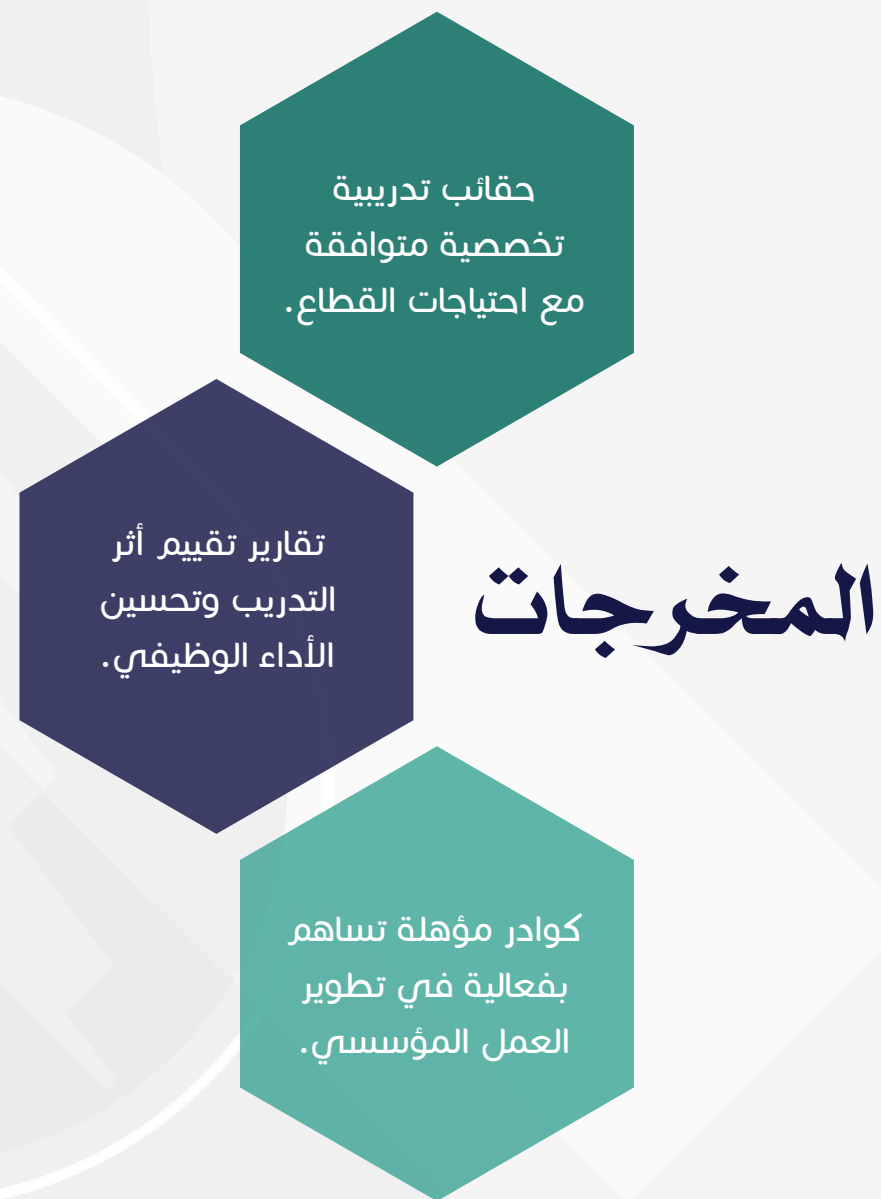 المخرجات
حقائب تدريبية
تخصصية متوافقة
مع احتياجات القطاع.
تقارير تقييم أثر
التدريب وتحسين
الأداء الوظيفي.
كوادر مؤهلة تساهم
بفعالية في تطوير
العمل المؤسسي.